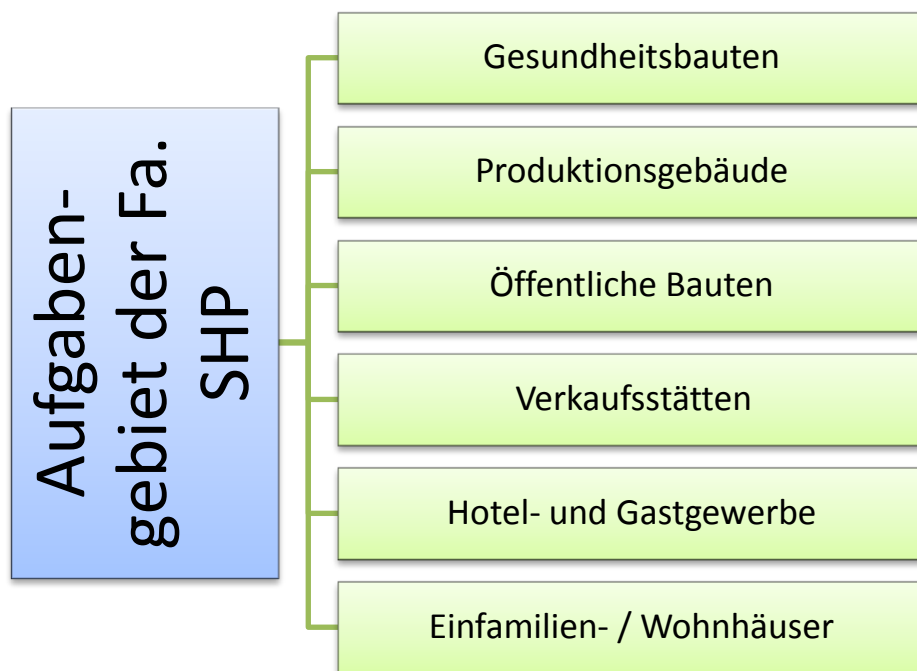 Aufgaben-
gebiet der Fa.
SHP
Gesundheitsbauten
Produktionsgebäude
Öffentliche Bauten
Verkaufsstätten
Hotel- und Gastgewerbe
Einfamilien- / Wohnhäuser